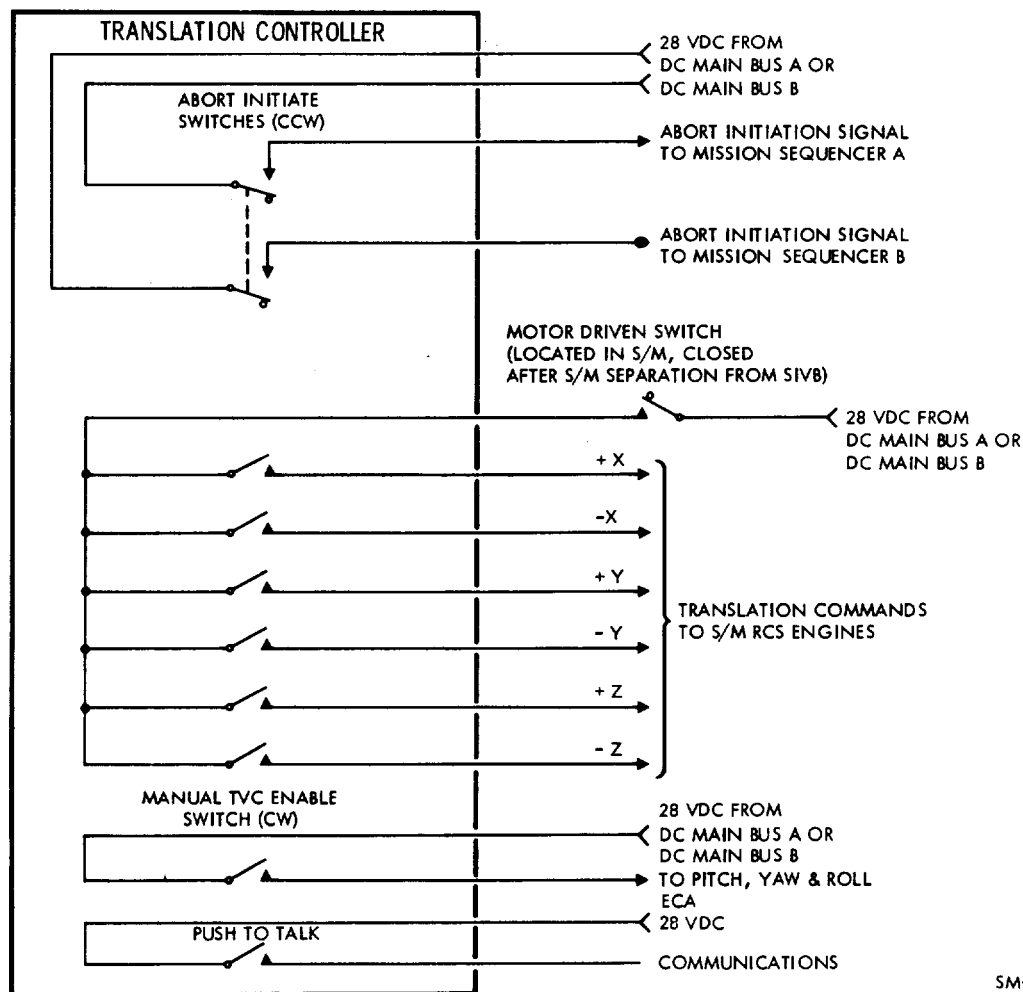 TRANSLATION CONTROLLER
28 VDC FROM
DC MAIN BUS A OR
DC MAIN BUS B
ABORT INITIATE
SWITCHES (CCW)
ABORT INITIATION SIGNAL
TO MISSION SEQUENCER A
ABORT INITIATION SIGNAL
TO MISSION SEQUENCER B
MOTOR DRIVEN SWITCH
(LOCATED IN S/M, CLOSED
AFTER S/M SEPARATION FROM SIVB)
28 VDC FROM
DC MAIN BUS A OR
DC MAIN BUS B
+ X
-X
+ Y
- Y
+ Z
- Z
TRANSLATION COMMANDS
TO S/M RCS ENGINES
MANUAL TVC ENABLE
SWITCH (CW)
28 VDC FROM
DC MAIN BUS A OR
DC MAIN BUS B
TO PITCH, YAW & ROLL
ECA
28 VDC
PUSH TO TALK
COMMUNICATIONS